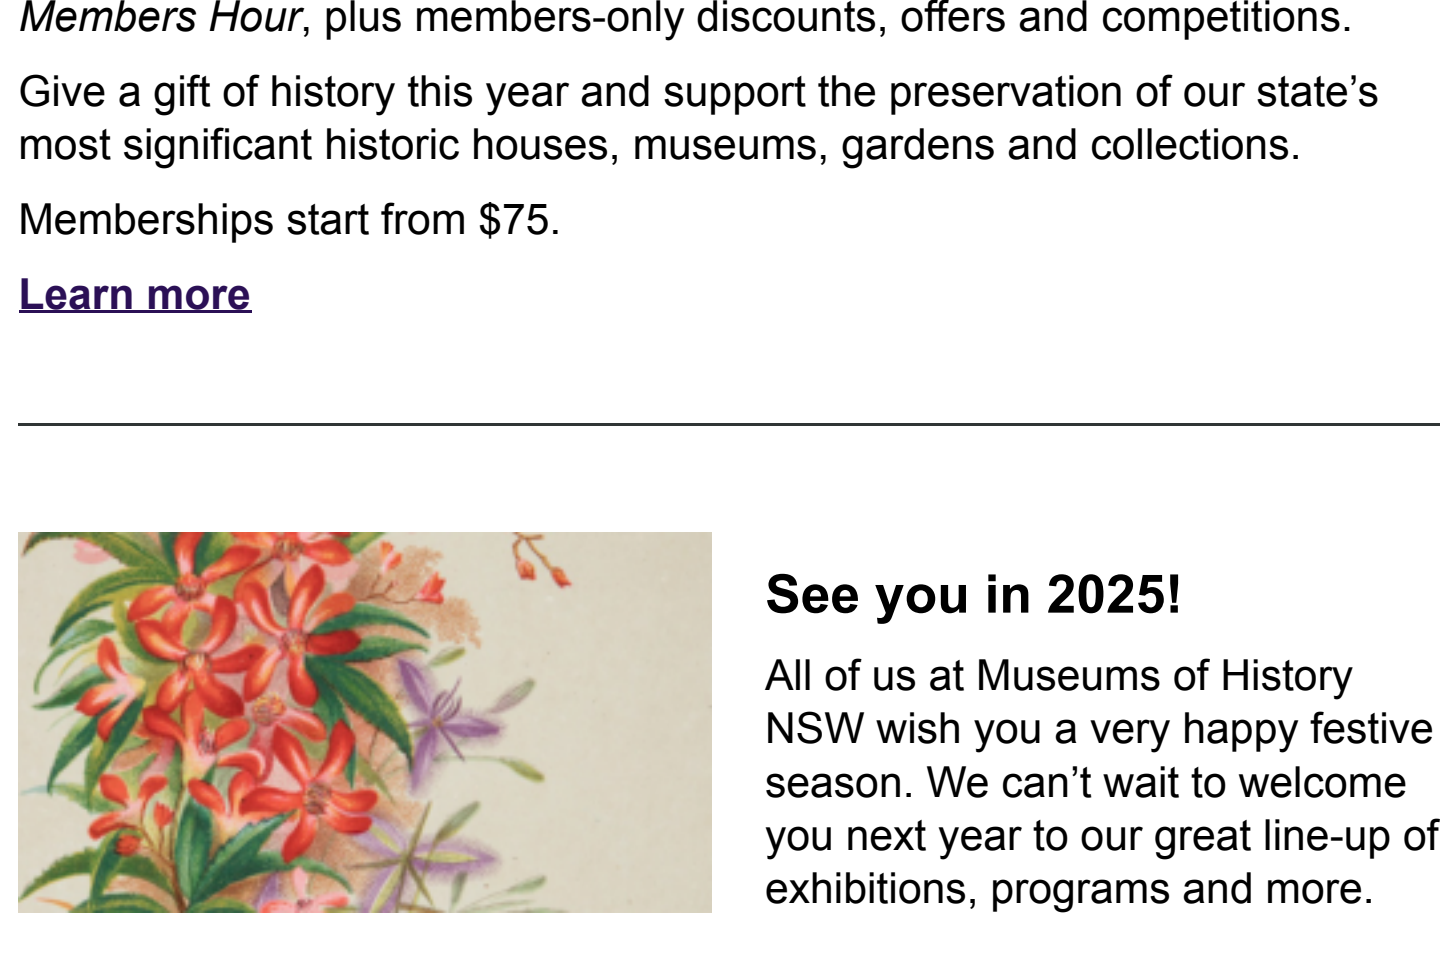 Members Hour, plus members-only discounts, offers and competitions.
Give a gift of history this year and support the preservation of our state’s
most significant historic houses, museums, gardens and collections.
Memberships start from $75.
Learn more
See you in 2025!
All of us at Museums of History
NSW wish you a very happy festive
season. We can’t wait to welcome
you next year to our great line-up of
exhibitions, programs and more.